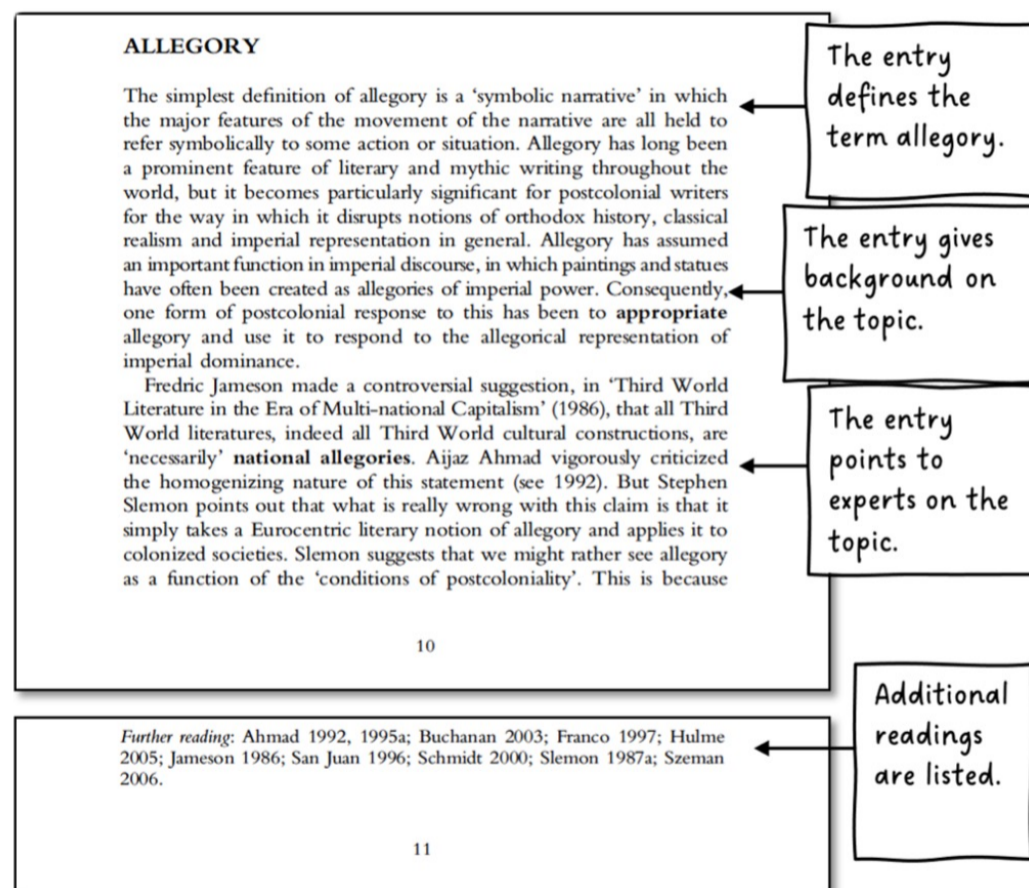 ALLEGORY
The simplest definition of allegory is a ‘symbolic narrative’ in which
the major features of the movement of the narrative are all held to
refer symbolically to some action or situation. Allegory has long been
a prominent feature of literary and mythic writing throughout the
world, but it becomes particularly significant for postcolonial writers
for the way in which it disrupts notions of orthodox history, classical
realism and imperial representation in general. Allegory has assumed
an important function in imperial discourse, in which paintings and statues
have often been created as allegories of imperial power. Consequently,
one form of postcolonial response to this has been to appropriate
allegory and use it to respond to the allegorical representation of
imperial dominance.
Fredric Jameson made a controversial suggestion, in ‘Third World
Literature in the Era of Multi-national Capitalism’ (1986), that all Third
World literatures, indeed all Third World cultural constructions, are
‘necessarily’ national allegories. Aijaz Ahmad vigorously criticized
the homogenizing nature of this statement (see 1992). But Stephen
Slemon points out that what is really wrong with this claim is that it
simply takes a Eurocentric literary notion of allegory and applies it to
colonized societies. Slemon suggests that we might rather see allegory
as a function of the ‘conditions of postcoloniality’. This is because
10
The entry
defines the
term allegory.
The entry gives
background on
the topic.
The entry
points to
experts on the
topic.
Further reading: Ahmad 1992, 1995a; Buchanan 2003; Franco 1997; Hulme
2005; Jameson 1986; San Juan 1996; Schmidt 2000; Slemon 1987a; Szeman
2006.
11
Additional
readings
are listed.